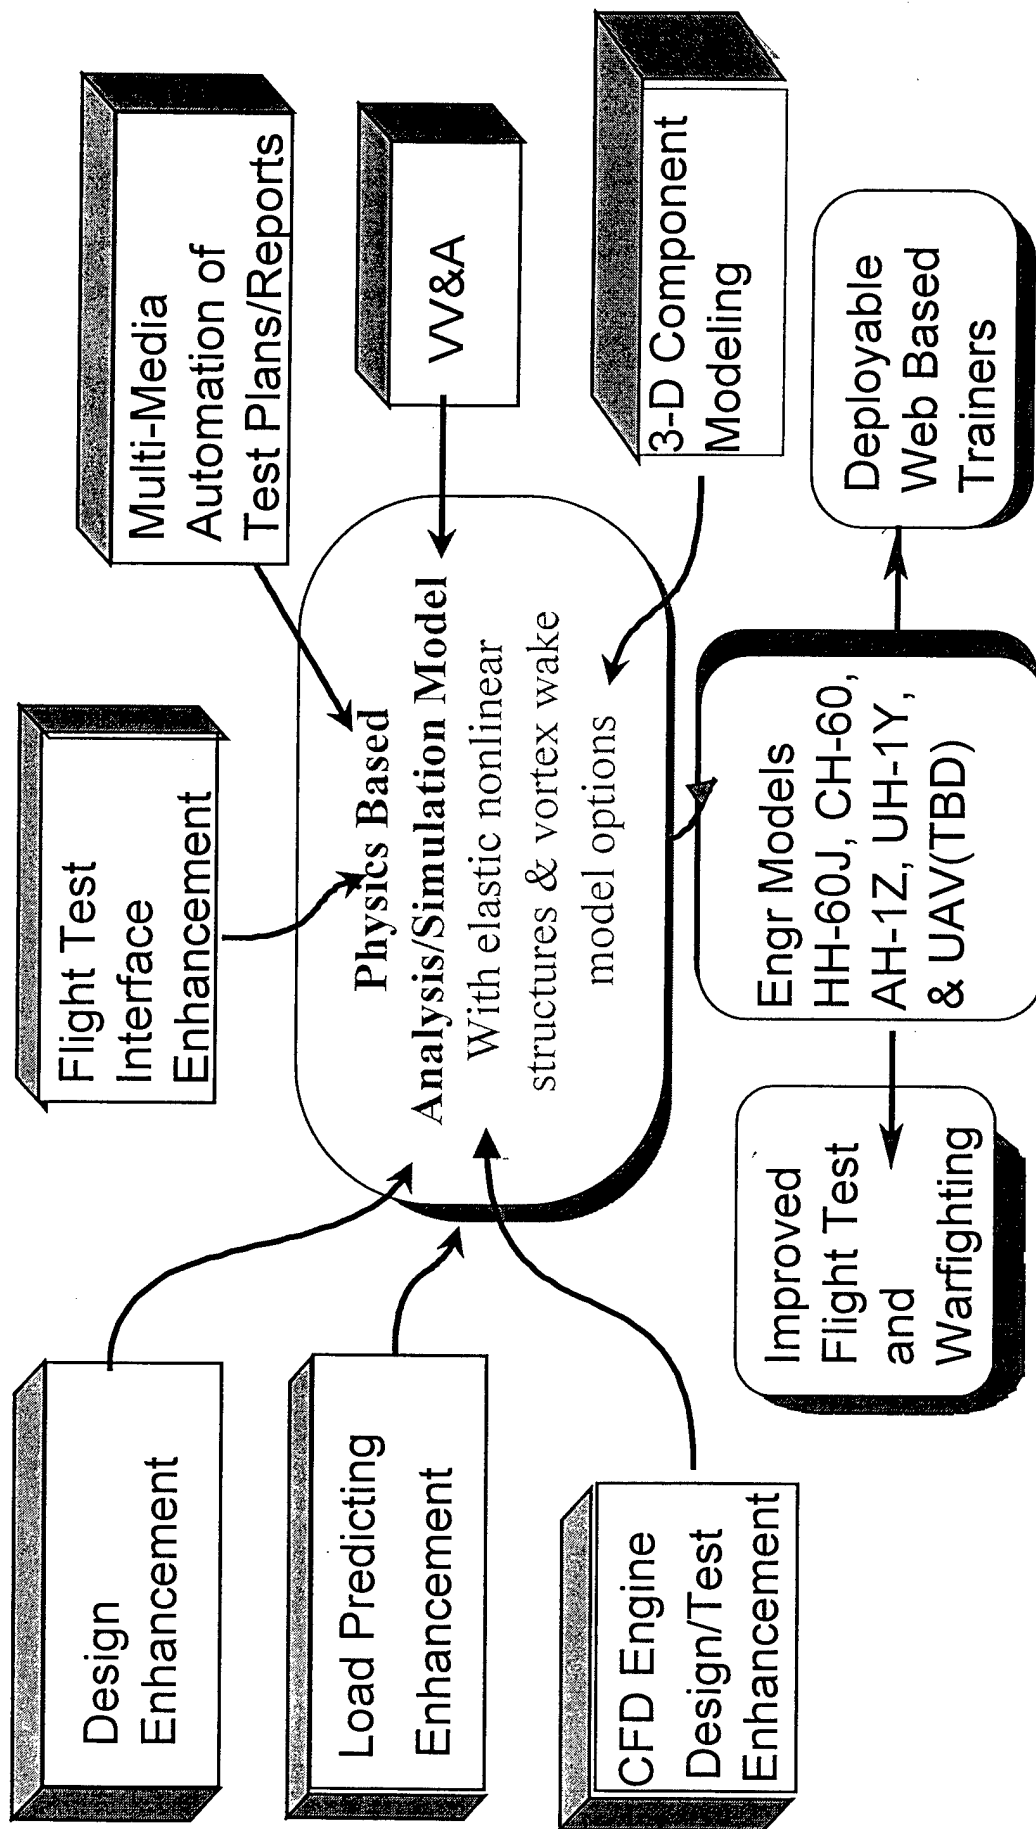 Design
Enhancement
Flight Test
Interface
Enhancement
Multi-Media
Automation of
Test Plans/Reports
Load Predicting
Enhancement
Physics Based
Analysis/Simulation Model
With elastic nonlinear
structures & vortex wake
model options
VV&A
CFD Engine
Design/Test
Enhancement
3-D Component
Modeling
Improved
Flight Test
and
Warfighting
Engr Models
HH-60J, CH-60,
AH-1Z, UH-1Y,
& UAV(TBD)
Deployable
Web Based
Trainers